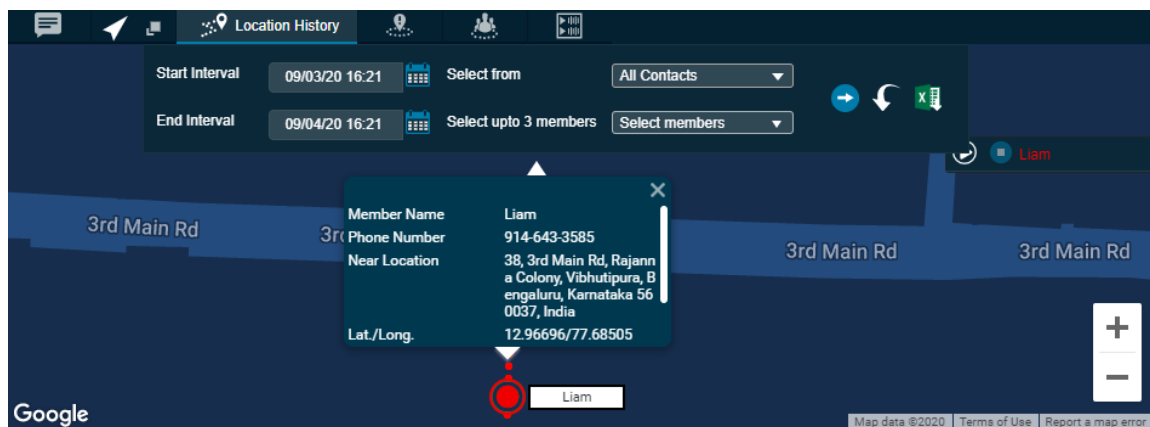 Location History
Start Interval 09/03/20 16:21 Select from All Contacts
End Interval 09/04/20 16:21 Select upto 3 members Select members
Liam
3rd Main Rd
3rd
3rd Main Rd
3rd Main Rd
Member Name Liam
Phone Number 914-643-3585
Near Location 38, 3rd Main Rd, Rajann
a Colony, Vibhutipura, B
engaluru, Karnataka 56
0037, India
Lat./Long. 12.96696/77.68505
Liam
Google
Map data ©2020 Terms of Use Report a map error